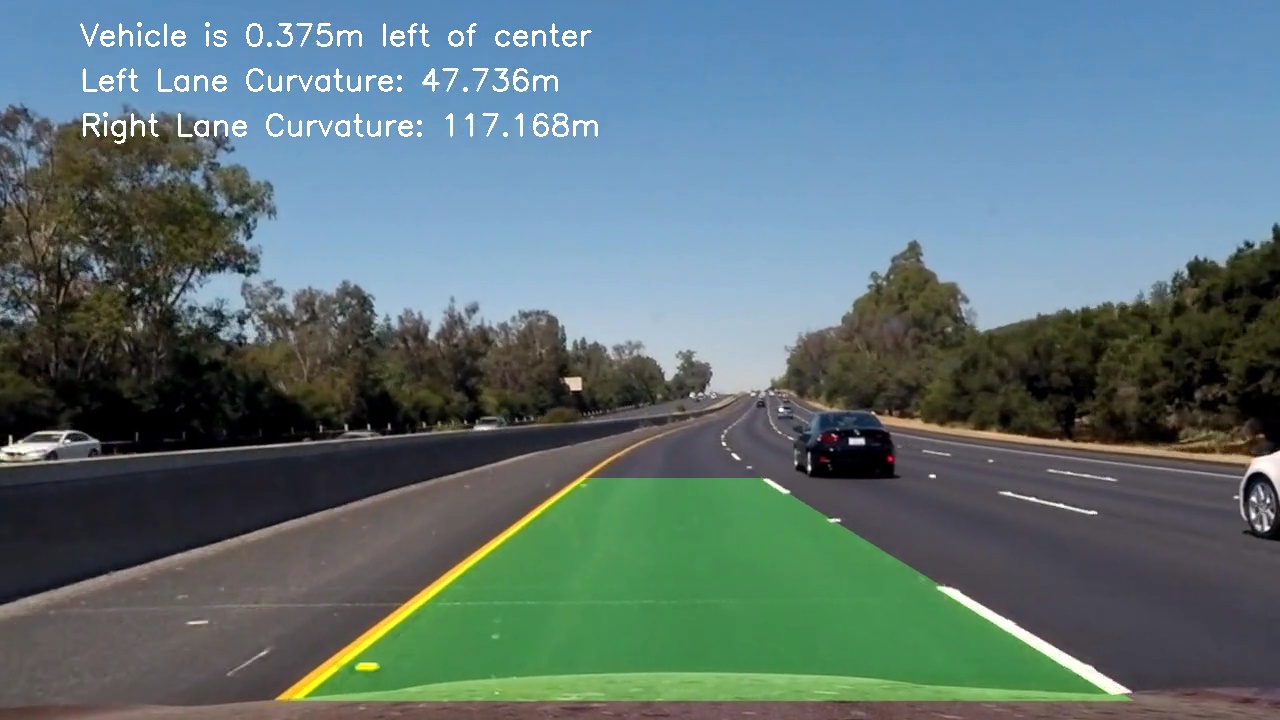 Vehicle is 0.375m left of center
Left Lane Curvature: 47.736m
Right Lane Curvature: 117.168m